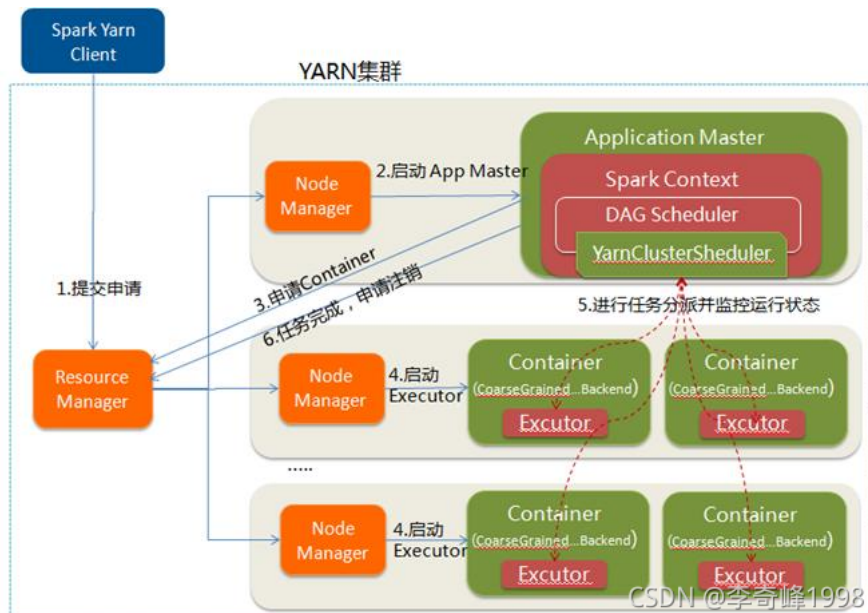 Spark Yarn
Client
YARN集群
Application Master
Spark Context
DAG Scheduler
YarnClusterSheduler
Node
Manager
2.启动 App Master
1.提交申请
3.申请Container
6.任务完成，申请注销
5.进行任务分派并监控运行状态
Resource
Manager
Node
Manager
4.启动
Executor
Container
(CoarseGrained...Backend)
Excutor
Container
(CoarseGrained...Backend)
Excutor
.....
Node
Manager
4.启动
Executor
Container
(CoarseGrained...Backend)
Excutor
Container
(CoarseGrained...Backend)
Excutor
CSDN @李奇峰1998